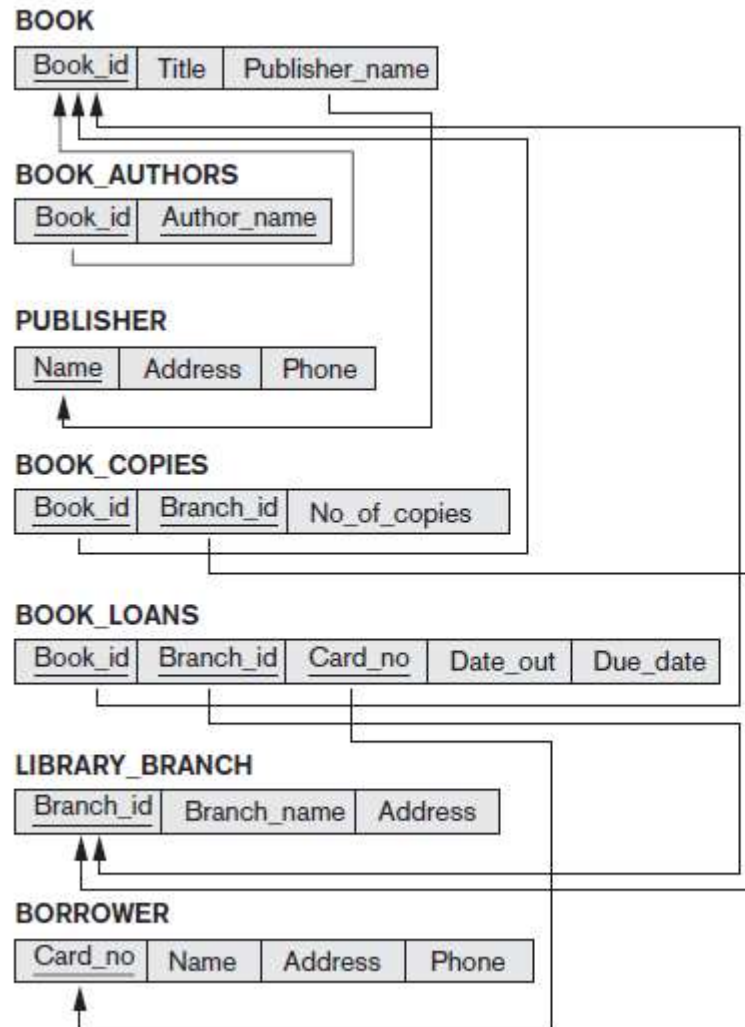 BOOK
Book_id Title Publisher_name
BOOK_AUTHORS
Book_id Author_name
PUBLISHER
Name Address Phone
BOOK_COPIES
Book_id Branch_id No_of_copies
BOOK_LOANS
Book_id Branch_id Card_no Date_out Due_date
LIBRARY_BRANCH
Branch_id Branch_name Address
BORROWER
Card_no Name Address Phone